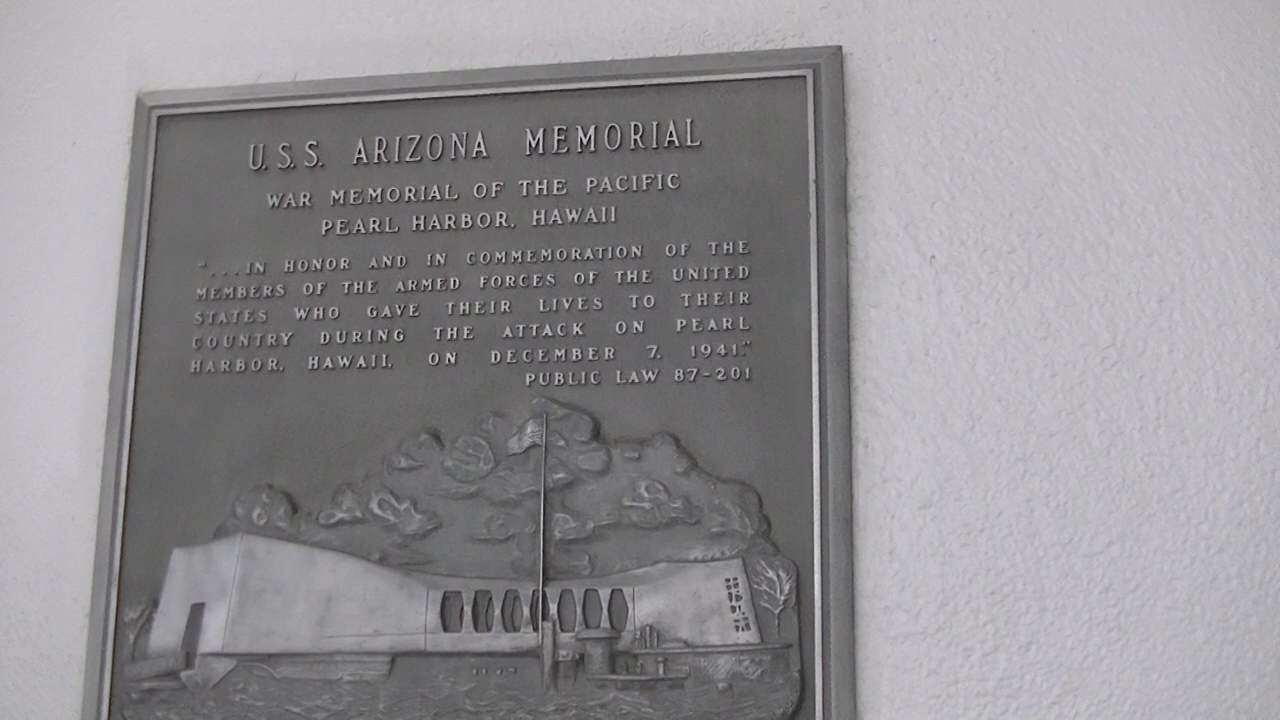 U.S.S. ARIZONA MEMORIAL
WAR MEMORIAL OF THE PACIFIC
PEARL HARBOR, HAWAII
"...IN HONOR AND IN COMMEMORATION OF THE
MEMBERS OF THE ARMED FORCES OF THE UNITED
STATES WHO GAVE THEIR LIVES TO THEIR
COUNTRY DURING THE ATTACK ON PEARL
HARBOR, HAWAII, ON DECEMBER 7, 1941."
PUBLIC LAW 87-201